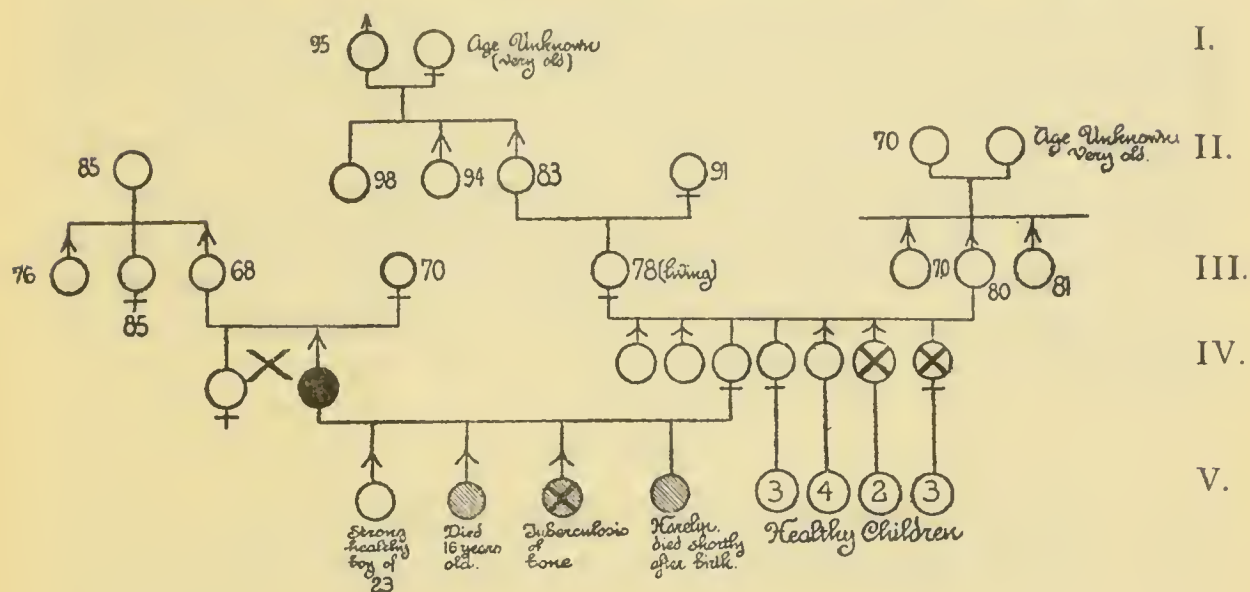 I.
95
Age Unknown
(very old)
II.
85
98
94
83
91
70
Age Unknown
very old.
III.
76
85
68
70
78 (living)
70
80
81
IV.
V.
3
4
2
3
Strong
healthy
boy of
23
Died
16 years
old.
Tuberculosis
of
bone
Harelip.
died shortly
after birth.
Healthy Children